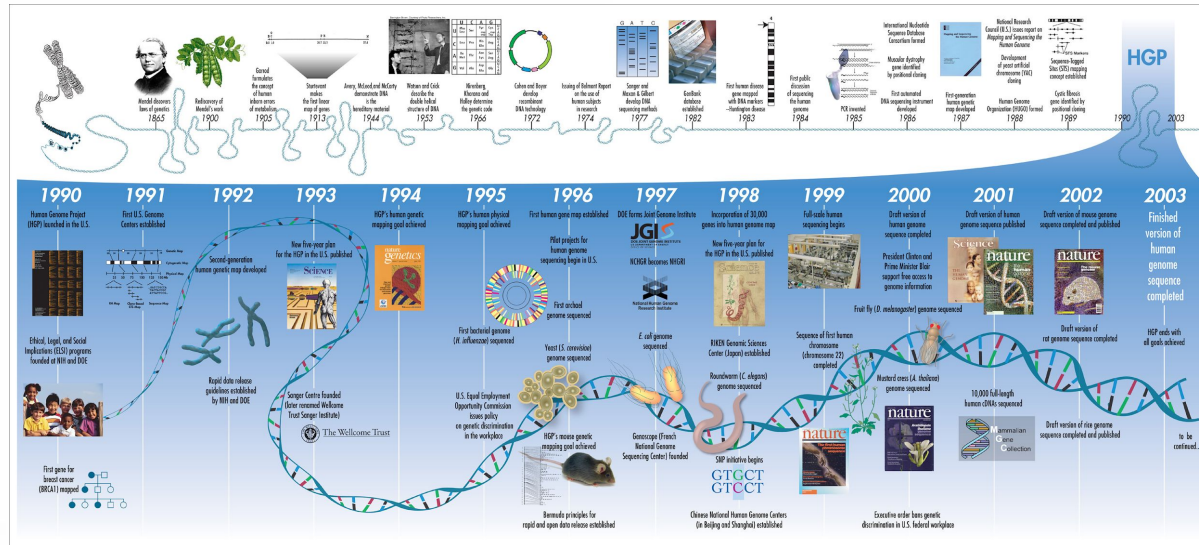 Mendel discovers
laws of genetics
1865
Rediscovery of
Mendel's work
1900
Garrod
formulates
the concept
of human
inborn errors
of metabolism
1905
Sturtevant
makes
the first linear
map of genes
1913
Avery, McLeod, and McCarty
demonstrate DNA
is the
hereditary material
1944
Watson and Crick
describe the
double helical
structure of DNA
1953
Nirenberg,
Khorana and
Holley determine
the genetic code
1966
Cohen and Boyer
develop
recombinant
DNA technology
1972
Issuing of Belmont Report
on the use of
human subjects
in research
1974
G A T C
Sanger and
Maxam & Gilbert
develop DNA
sequencing methods
1977
GenBank
database
established
1982
First human disease
gene mapped
with DNA markers
—Huntington disease
1983
4
First public
discussion of
sequencing
the human
genome
1984
PCR invented
1985
International Nucleotide
Sequence Database
Consortium formed
Muscular dystrophy
gene identified
by positional
cloning
First automated
DNA sequencing instrument
developed
1986
First-generation
human genetic
map developed
1987
National Research
Council (U.S.) issues report on
Mapping and Sequencing the
Human Genome
Development
of yeast artificial
chromosome (YAC)
cloning
Human Genome
Organization (HUGO) formed
1988
STS Markers
Sequence-Tagged
Sites (STS) mapping
concept established
Cystic fibrosis
gene identified by
positional cloning
1989
HGP
1990
2003
1990
Human Genome Project
(HGP) launched in the U.S.
Ethical, Legal, and Social
Implications (ELSI) programs
founded at NIH and DOE
First gene for
breast cancer
(BRCA1) mapped
1991
First U.S. Genome
Centers established
1992
Second-generation
human genetic map developed
Rapid data release
guidelines established
by NIH and DOE
1993
New five-year plan
for the HGP in the U.S. published
Science
Sanger Centre founded
(later renamed Wellcome
Trust Sanger Institute)
The Wellcome Trust
1994
HGP's human genetic
mapping goal achieved
nature
genetics
1995
HGP's human physical
mapping goal achieved
First bacterial genome
(H. influenzae) sequenced
U.S. Equal Employment
Opportunity Commission
issues policy
on genetic discrimination
in the workplace
1996
First human gene map established
Pilot projects for
human genome
sequencing begin in U.S.
First archaeal
genome sequenced
Yeast (S. cerevisiae)
genome sequenced
HGP's mouse genetic
mapping goal achieved
Bermuda principles for
rapid and open data release established
1997
DOE forms Joint Genome Institute
JGI
DOE JOINT GENOME INSTITUTE
NCHGR becomes NHGRI
National Human Genome
Research Institute
E. coli genome
sequenced
Genoscope (French
National Genome
Sequencing Center) founded
1998
Incorporation of 30,000
genes into human genome map
New five-year plan
for the HGP in the U.S. published
RIKEN Genomic Sciences
Center (Japan) established
Roundworm (C. elegans)
genome sequenced
SNP initiative begins
GTGCT
GTCCT
Chinese National Human Genome Centers
(in Beijing and Shanghai) established
1999
Full-scale human
sequencing begins
Sequence of first human
chromosome
(chromosome 22)
completed
nature
2000
Draft version of
human genome
sequence completed
President Clinton and
Prime Minister Blair
support free access to
genome information
Fruit fly (D. melanogaster) genome sequenced
Mustard cress (A. thaliana)
genome sequenced
nature
Executive order bans genetic
discrimination in U.S. federal workplace
2001
Draft version of human
genome sequence published
Science
nature
10,000 full-length
human cDNAs sequenced
Mammalian
Gene
Collection
2002
Draft version of mouse genome
sequence completed and published
nature
Draft version of
rat genome sequence completed
Draft version of rice genome
sequence completed and published
2003
Finished
version of
human
genome
sequence
completed
HGP ends with
all goals achieved
to be
continued...